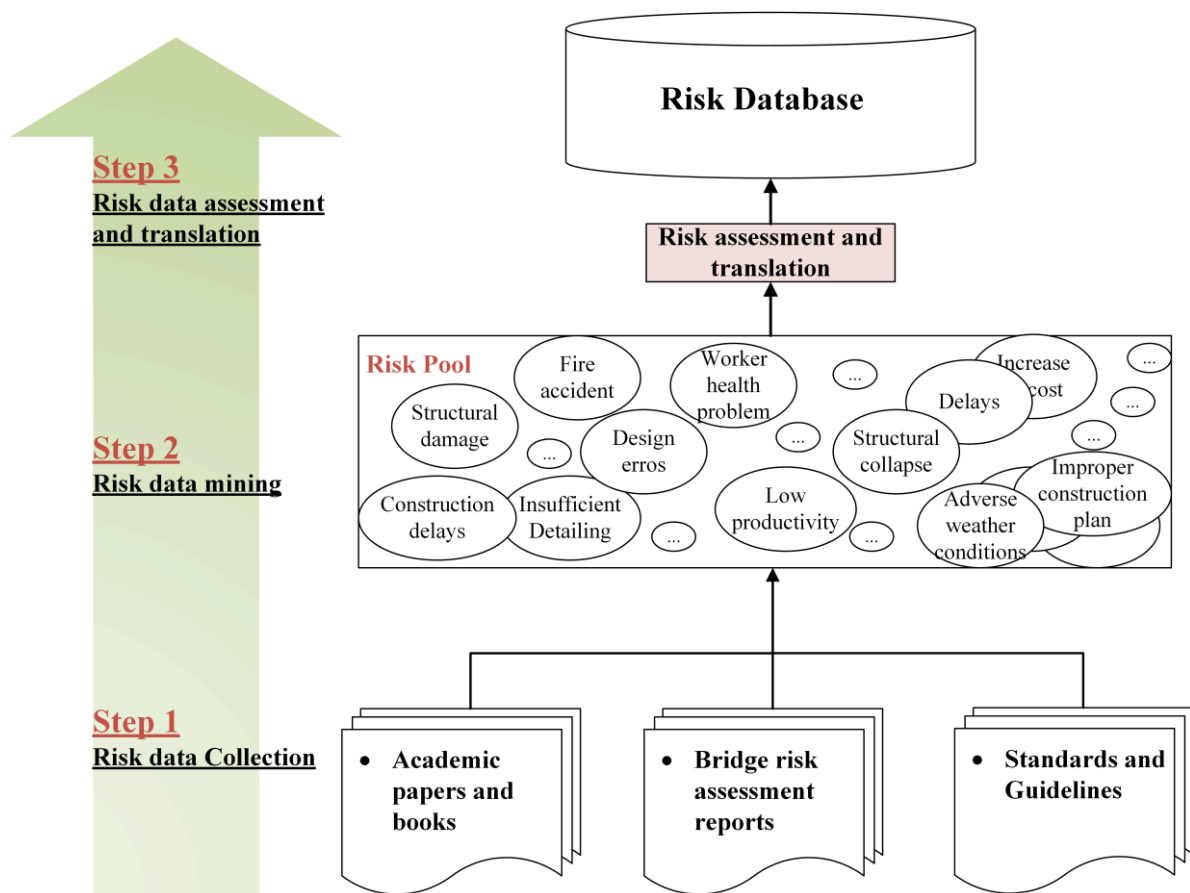 Risk Database
Step 3
Risk data assessment
and translation
Risk assessment and
translation
Risk Pool
Fire
accident
Worker
health
problem
...
Increase
cost
...
Structural
damage
Delays
...
Design
erros
...
...
Structural
collapse
...
Step 2
Risk data mining
Improper
construction
plan
Construction
delays
Insufficient
Detailing
Low
productivity
Adverse
weather
conditions
...
...
Step 1
Risk data Collection
• Academic
papers and
books
• Bridge risk
assessment
reports
• Standards and
Guidelines